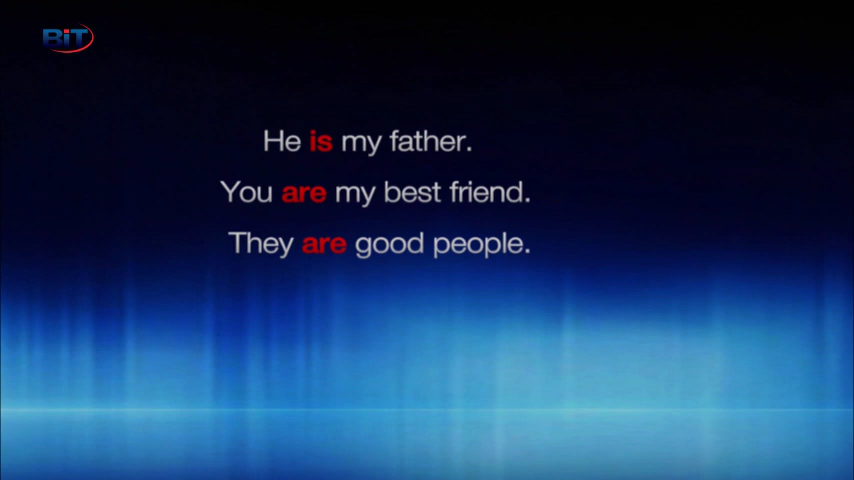 BiT
He is my father.
You are my best friend.
They are good people.